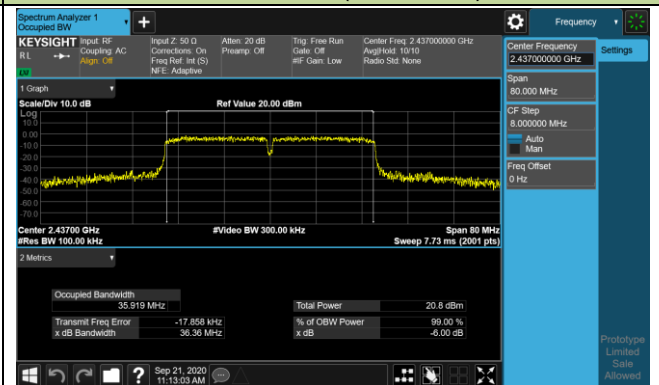 Spectrum Analyzer 1
Occupied BW
Frequency
KEYSIGHT
Input: RF
Coupling: AC
Align: Off
Input Z: 50 Ω
Corrections: On
Freq Ref: Int (S)
NFE: Adaptive
Atten: 20 dB
Preamp: Off
Trig: Free Run
Gate: Off
#IF Gain: Low
Center Freq: 2.437000000 GHz
Avg|Hold: 10/10
Radio Std: None
RL
LV
1 Graph
Scale/Div 10.0 dB
Ref Value 20.00 dBm
Log
10.0
0.00
-10.0
-20.0
-30.0
-40.0
-50.0
-60.0
-70.0
Center 2.43700 GHz
#Video BW 300.00 kHz
Span 80 MHz
#Res BW 100.00 kHz
Sweep 7.73 ms (2001 pts)
2 Metrics
Occupied Bandwidth
35.919 MHz
Total Power
20.8 dBm
Transmit Freq Error
-17.858 kHz
% of OBW Power
99.00 %
x dB Bandwidth
36.36 MHz
x dB
-6.00 dB
Center Frequency
2.437000000 GHz
Settings
Span
80.000 MHz
CF Step
8.000000 MHz
Auto
Man
Freq Offset
0 Hz
Prototype
Limited
Sale
Allowed
Sep 21, 2020
11:13:03 AM